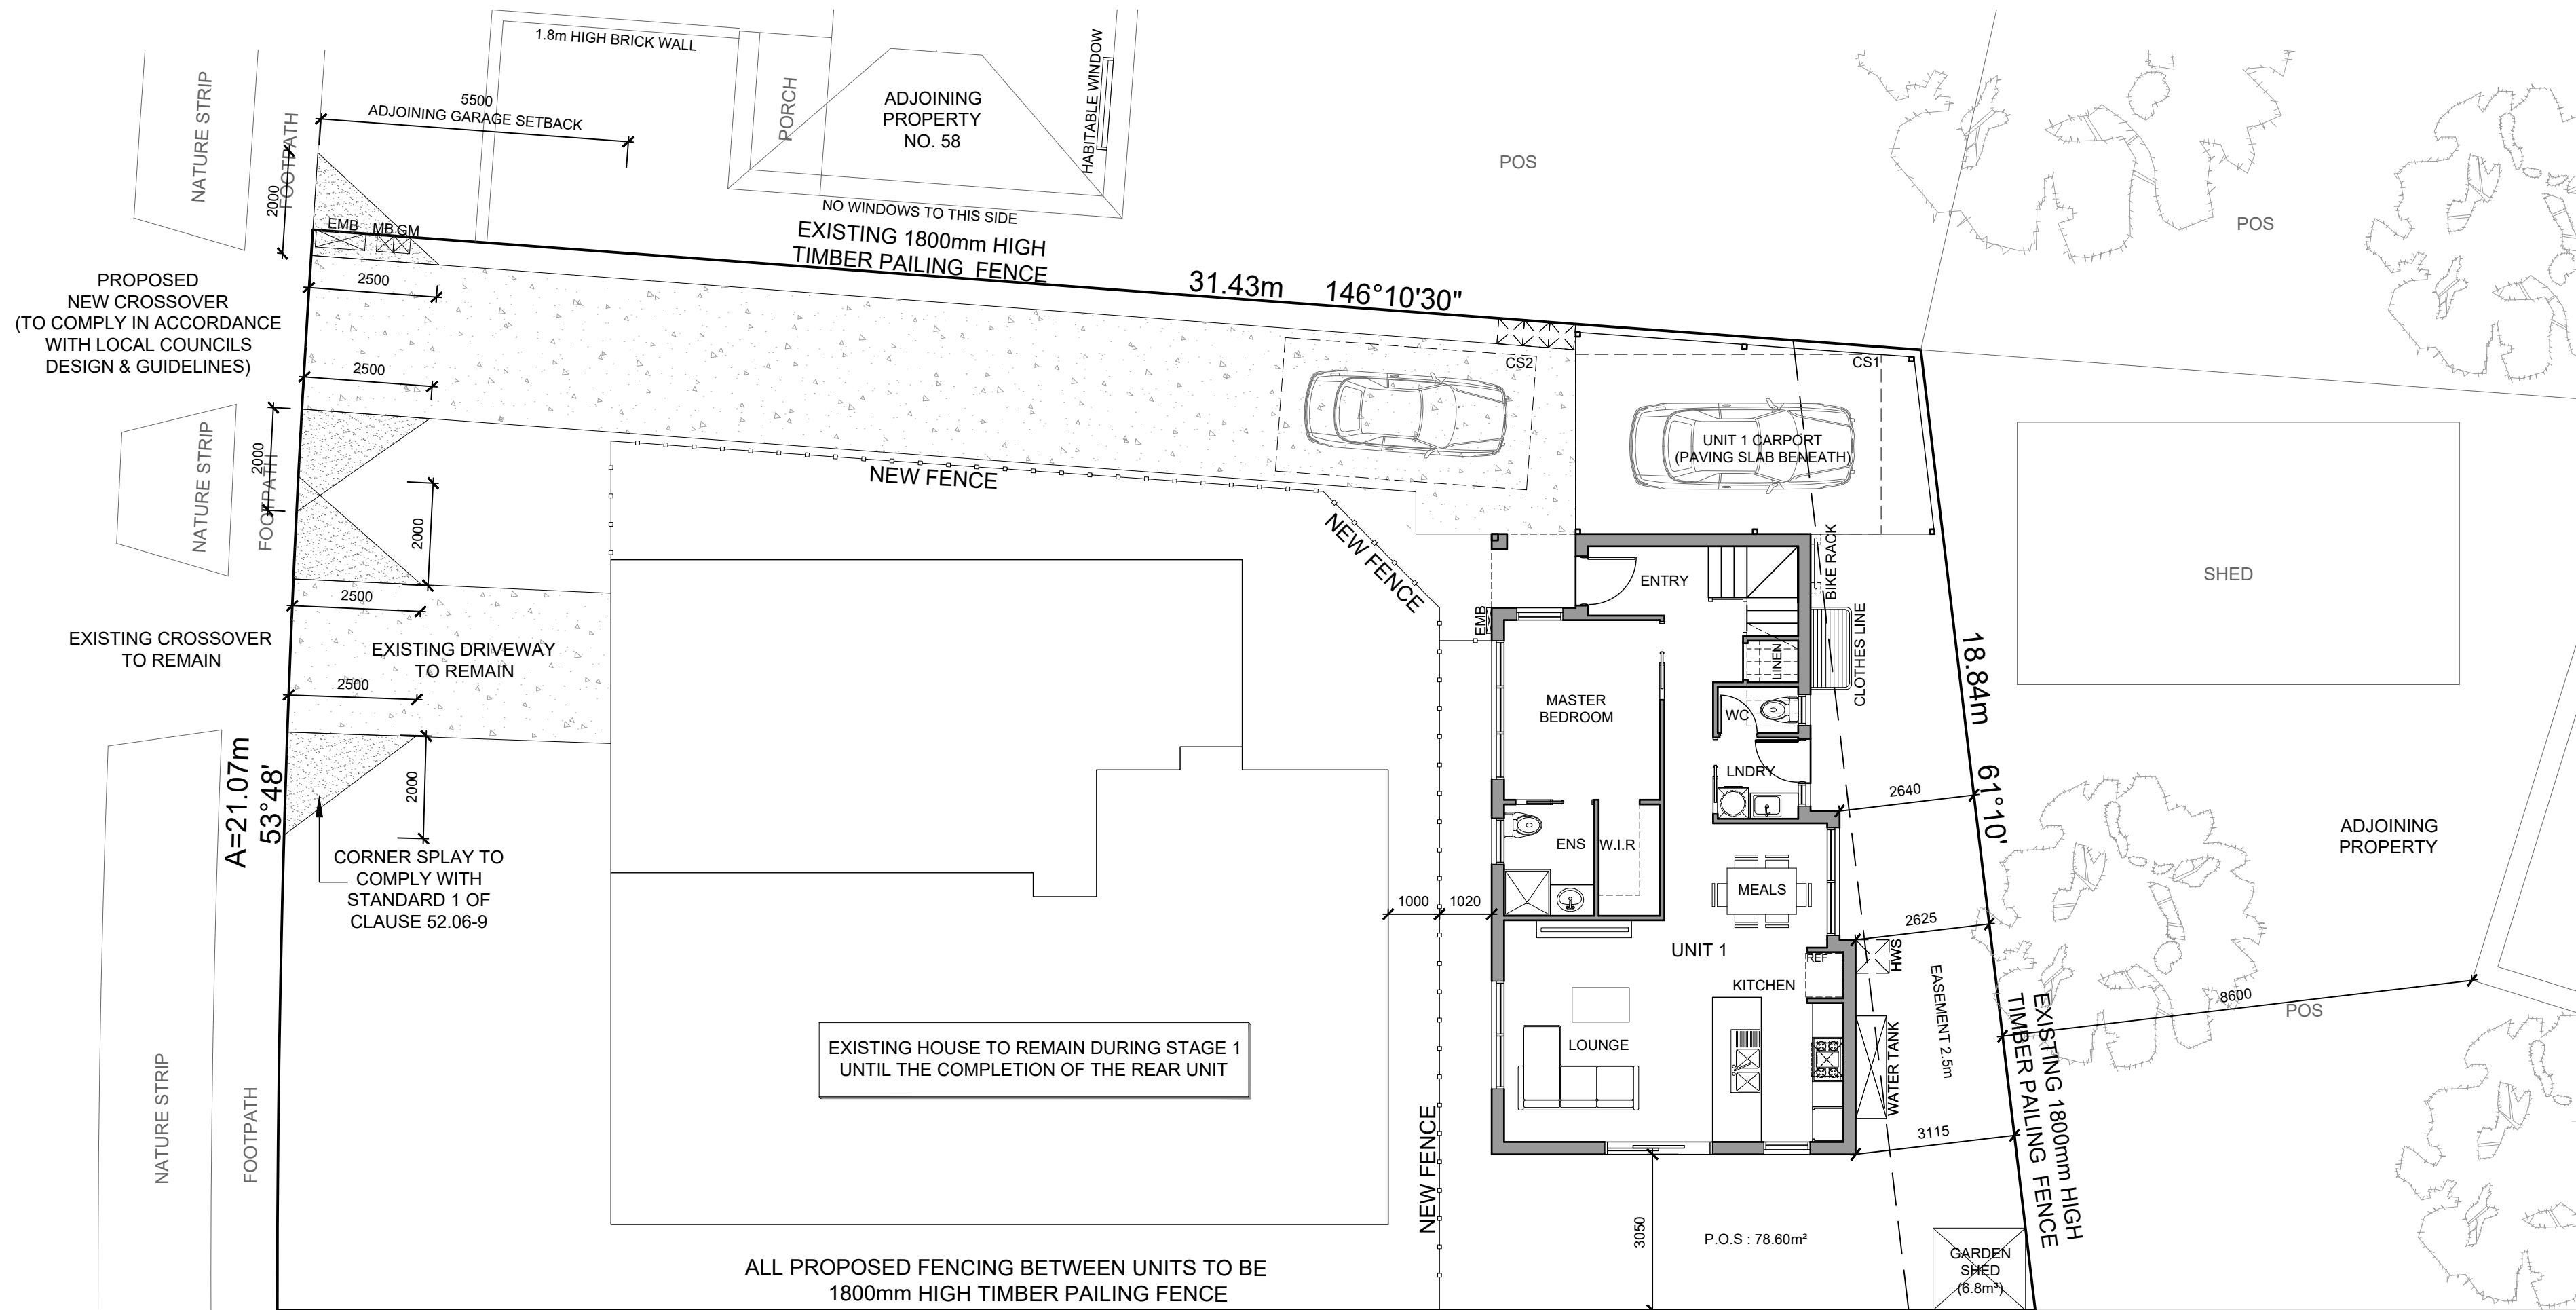 1.8m HIGH BRICK WALL
NATURE STRIP
FOOTPATH
5500
ADJOINING GARAGE SETBACK
PORCH
ADJOINING
PROPERTY
NO. 58
HABITABLE WINDOW
POS
POS
2000
EMB
MB
GM
NO WINDOWS TO THIS SIDE
EXISTING 1800mm HIGH
TIMBER PAILING FENCE
31.43m 146°10'30"
PROPOSED
NEW CROSSOVER
(TO COMPLY IN ACCORDANCE
WITH LOCAL COUNCILS
DESIGN & GUIDELINES)
2500
2500
CS2
CS1
UNIT 1 CARPORT
(PAVING SLAB BENEATH)
NATURE STRIP
FOOTPATH
2000
2000
NEW FENCE
NEW FENCE
SHED
EMB
ENTRY
BIKE RACK
CLOTHES LINE
LINEN
2500
EXISTING CROSSOVER
TO REMAIN
EXISTING DRIVEWAY
TO REMAIN
2500
MASTER
BEDROOM
WC
LNDRY
18.84m 61°10'
2640
A=21.07m
53°48'
2000
CORNER SPLAY TO
COMPLY WITH
STANDARD 1 OF
CLAUSE 52.06-9
ENS
W.I.R
MEALS
ADJOINING
PROPERTY
1000
1020
2625
UNIT 1
REF
KITCHEN
HWS
EASEMENT 2.5m
8600
POS
EXISTING HOUSE TO REMAIN DURING STAGE 1
UNTIL THE COMPLETION OF THE REAR UNIT
LOUNGE
WATER TANK
EXISTING 1800mm HIGH
TIMBER PAILING FENCE
NATURE STRIP
FOOTPATH
NEW FENCE
3115
3050
P.O.S : 78.60m²
GARDEN
SHED
(6.8m³)
ALL PROPOSED FENCING BETWEEN UNITS TO BE
1800mm HIGH TIMBER PAILING FENCE